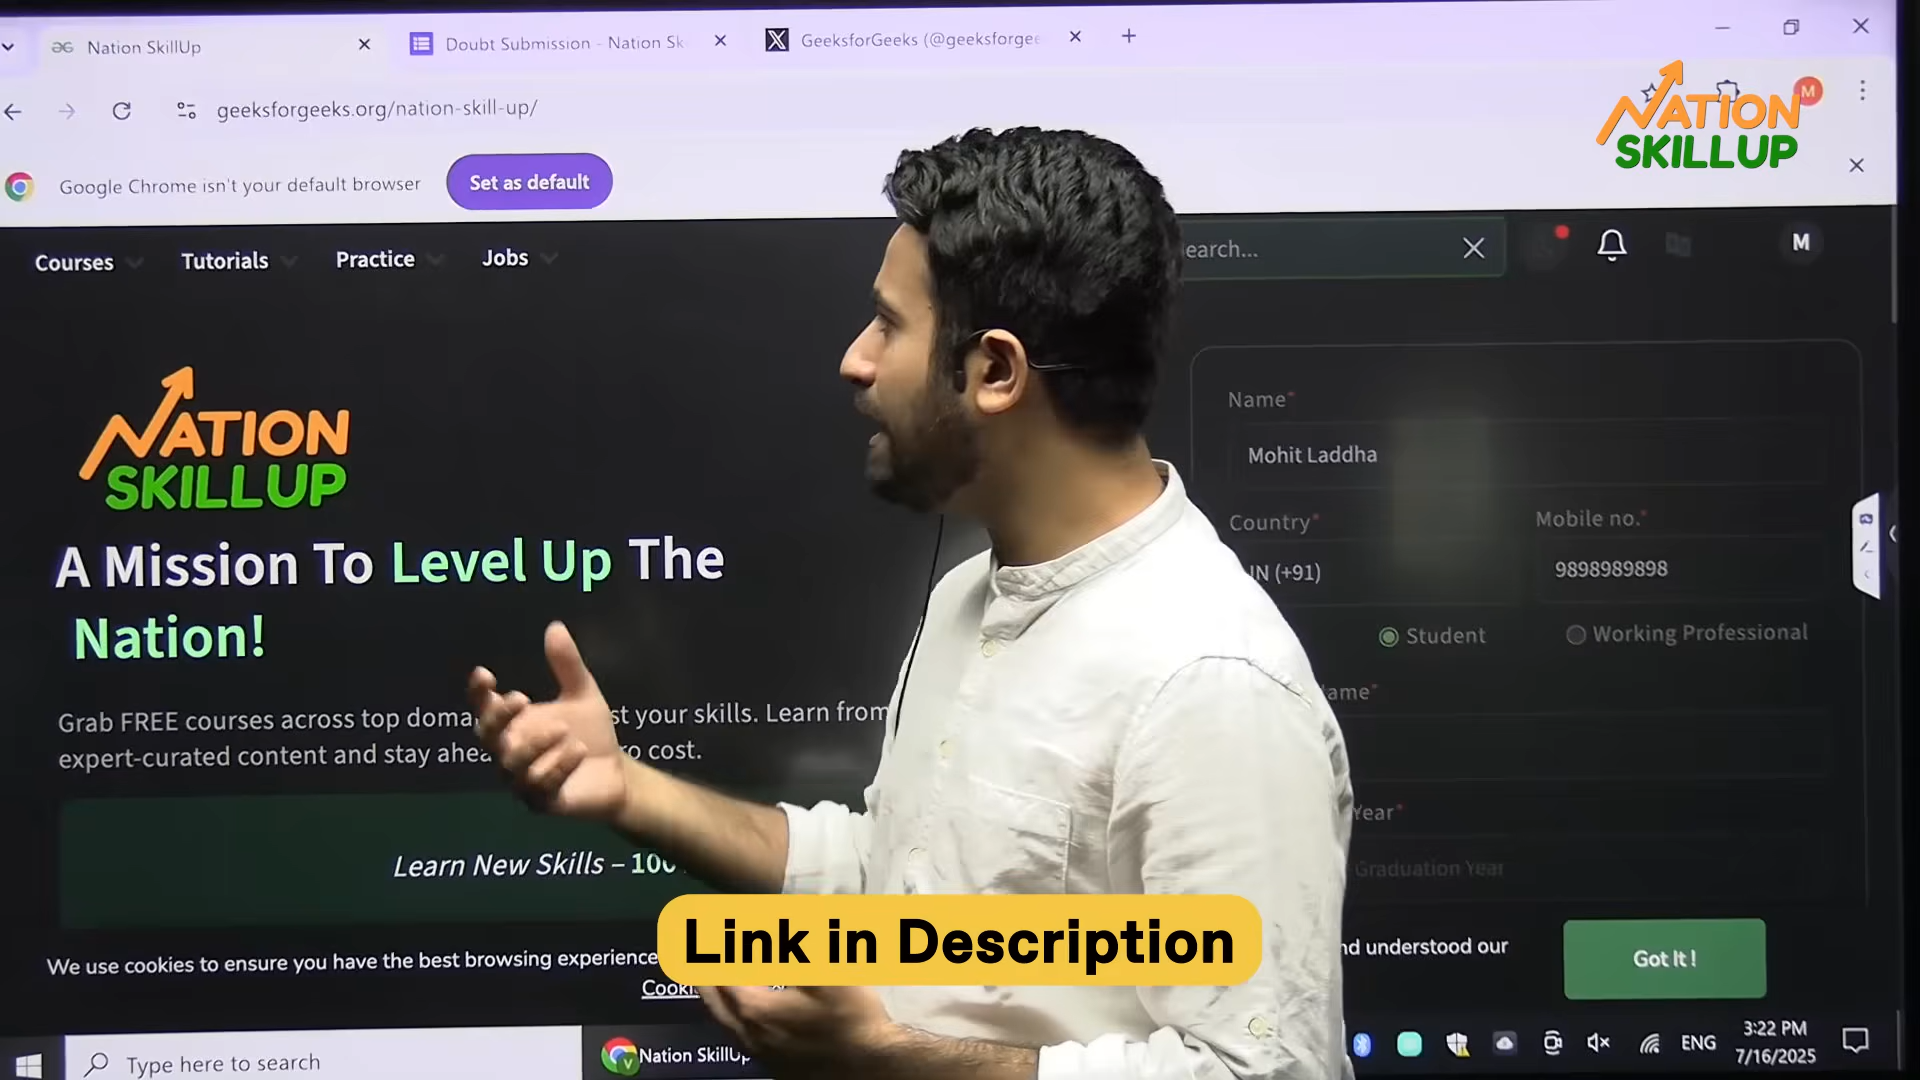 Nation SkillUp
Doubt Submission - Nation Sk
GeeksforGeeks (@geeksforgee
geeksforgeeks.org/nation-skill-up/
M
NATION
SKILLUP
Google Chrome isn't your default browser
Set as default
Courses
Tutorials
Practice
Jobs
earch...
M
NATION
SKILLUP
A Mission To Level Up The
Nation!
Grab FREE courses across top doma st your skills. Learn from
expert-curated content and stay ahea ro cost.
Learn New Skills – 100
Name*
Mohit Laddha
Country*
Mobile no.*
IN (+91)
9898989898
Student
Working Professional
ame*
Year*
Graduation Year
We use cookies to ensure you have the best browsing experience
nd understood our
Cooki
Got It !
Link in Description
Type here to search
Nation SkillUp
ENG
3:22 PM
7/16/2025